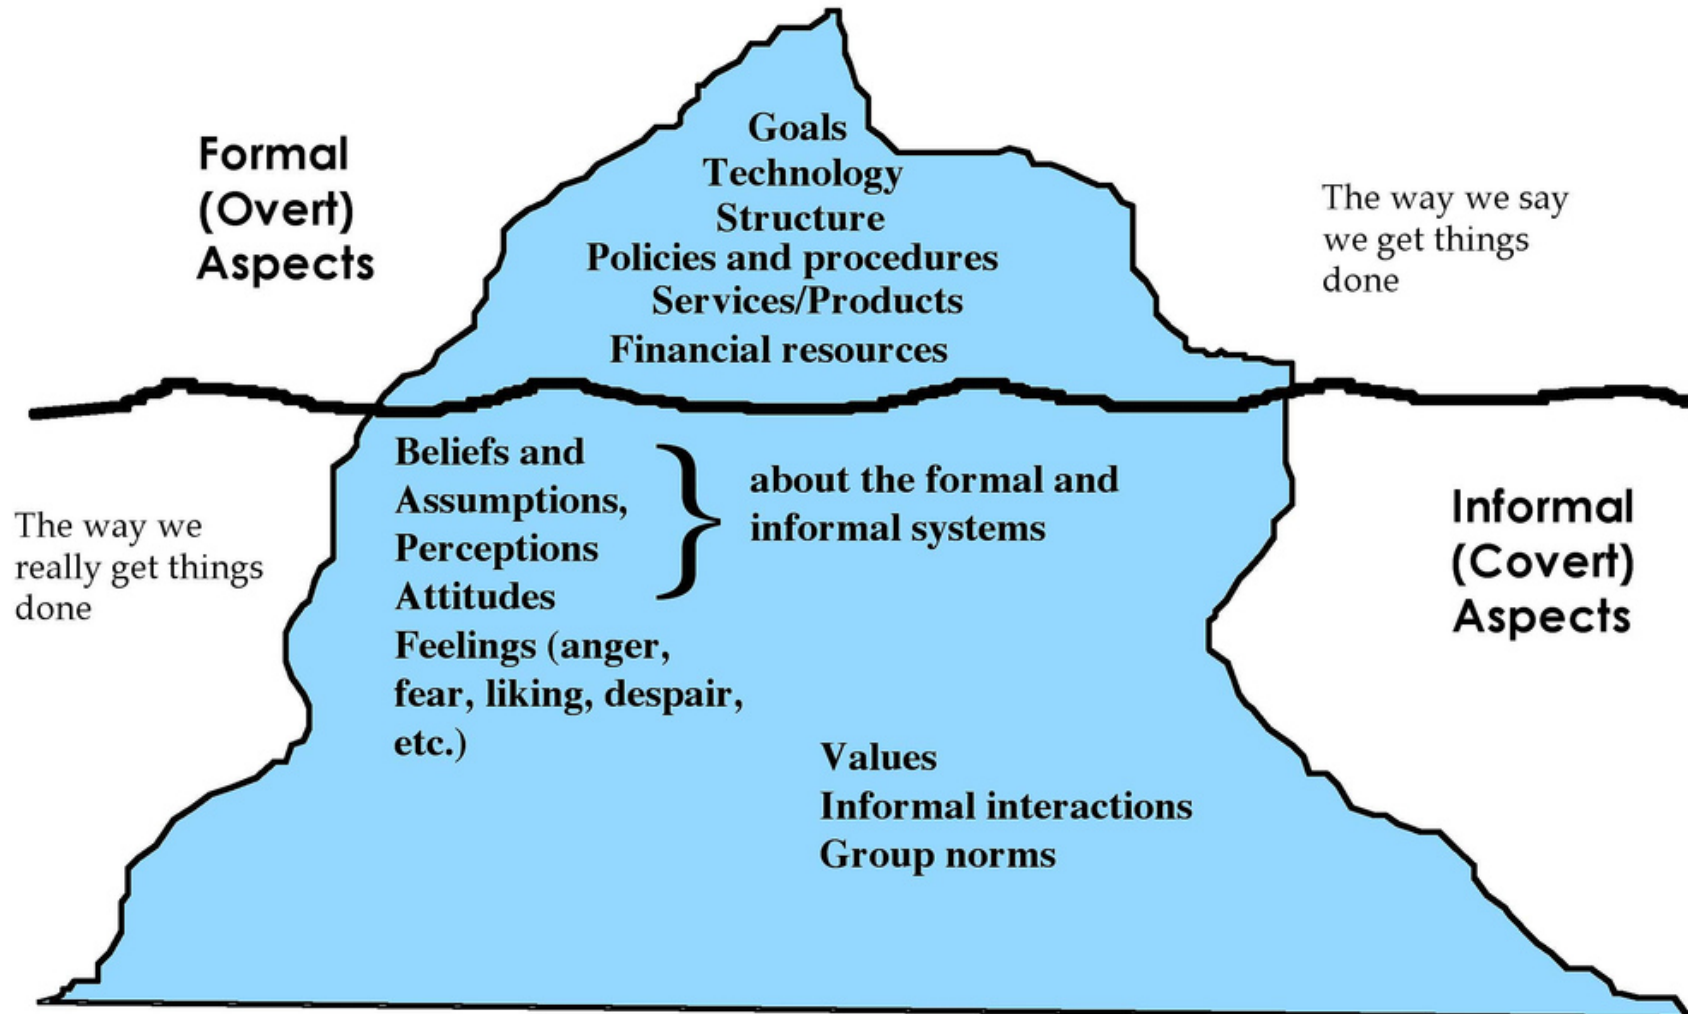 Formal
(Overt)
Aspects
Goals
Technology
Structure
Policies and procedures
Services/Products
Financial resources
The way we say
we get things
done
The way we
really get things
done
Beliefs and
Assumptions,
Perceptions
Attitudes
about the formal and
informal systems
Feelings (anger,
fear, liking, despair,
etc.)
Values
Informal interactions
Group norms
Informal
(Covert)
Aspects